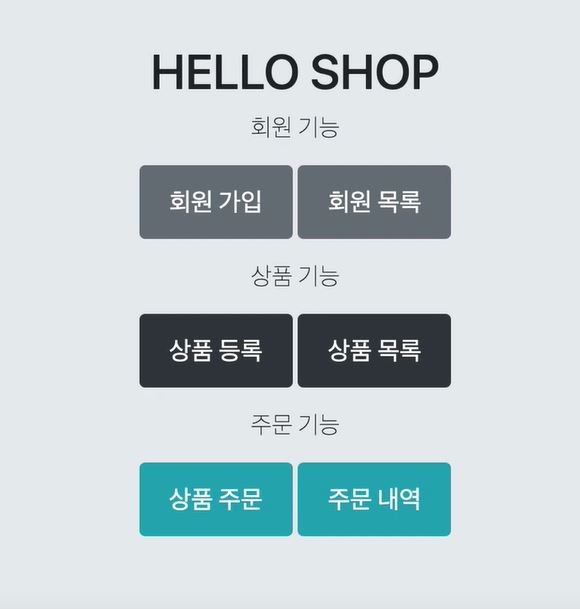 HELLO SHOP
회원 기능
회원 가입 회원 목록
상품 기능
상품 등록 상품 목록
주문 기능
상품 주문 주문 내역